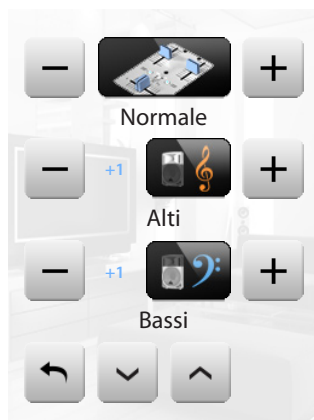 − +
Normale
− +1 +
Alti
− +1 +
Bassi